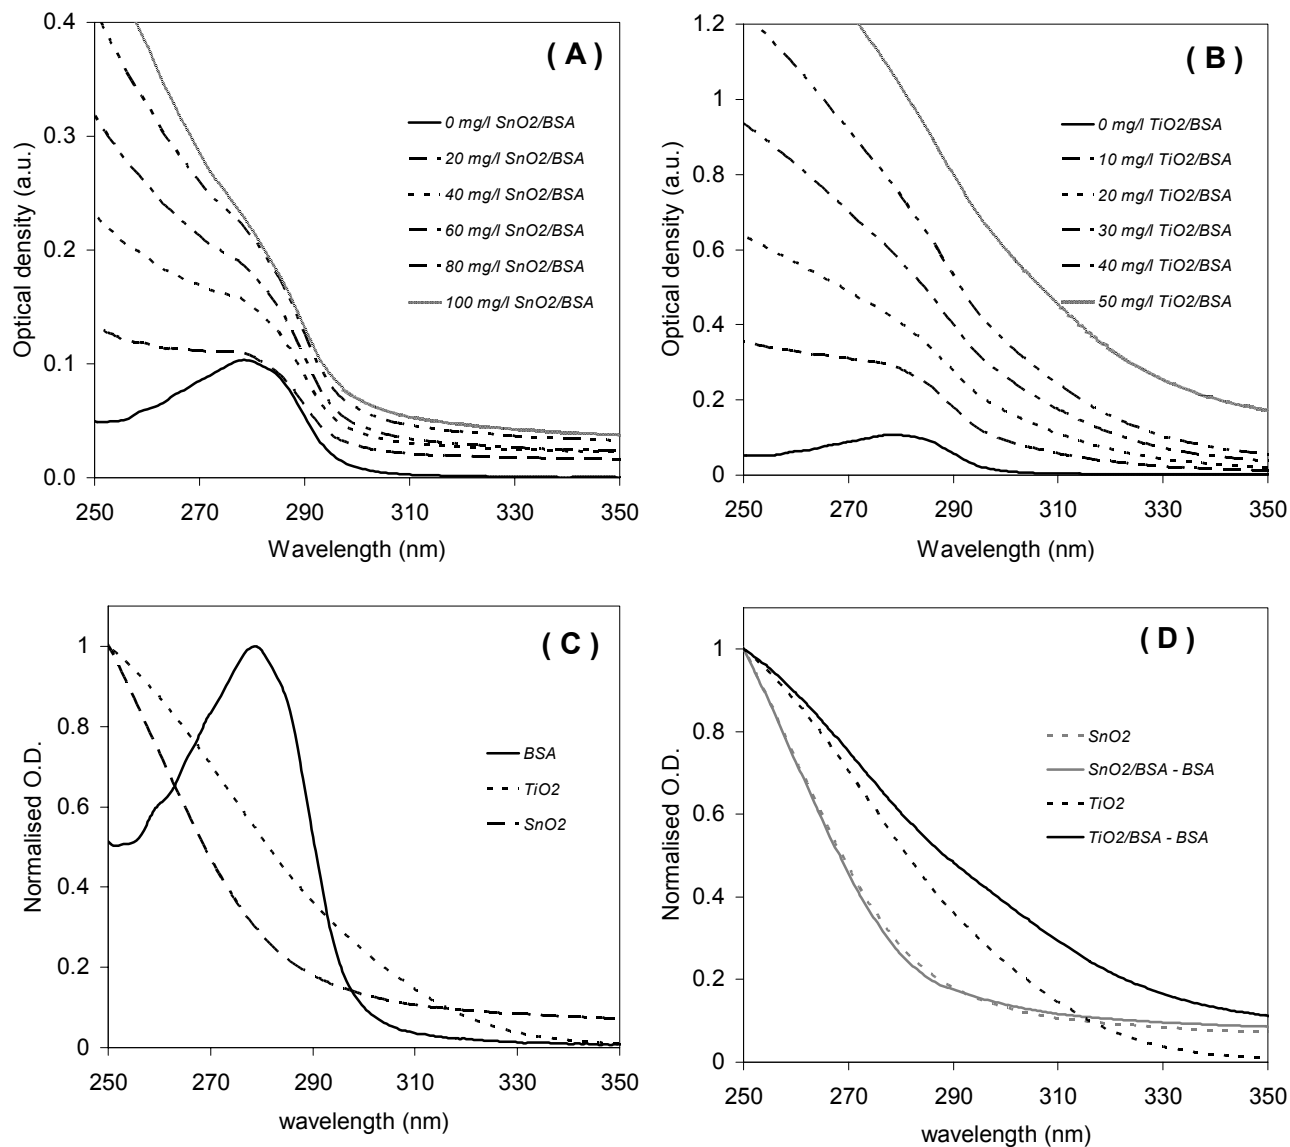 ( A )
0.4
0.3
0.2
0.1
0.0
Optical density (a.u.)
0 mg/l SnO2/BSA
20 mg/l SnO2/BSA
40 mg/l SnO2/BSA
60 mg/l SnO2/BSA
80 mg/l SnO2/BSA
100 mg/l SnO2/BSA
250 270 290 310 330 350
Wavelength (nm)
( B )
1.2
1
0.8
0.6
0.4
0.2
0
Optical density (a.u.)
0 mg/l TiO2/BSA
10 mg/l TiO2/BSA
20 mg/l TiO2/BSA
30 mg/l TiO2/BSA
40 mg/l TiO2/BSA
50 mg/l TiO2/BSA
250 270 290 310 330 350
Wavelength (nm)
( C )
1
0.8
0.6
0.4
0.2
0
Normalised O.D.
BSA
TiO2
SnO2
250 270 290 310 330 350
wavelength (nm)
( D )
1
0.8
0.6
0.4
0.2
0
Normalised O.D.
SnO2
SnO2/BSA - BSA
TiO2
TiO2/BSA - BSA
250 270 290 310 330 350
wavelength (nm)